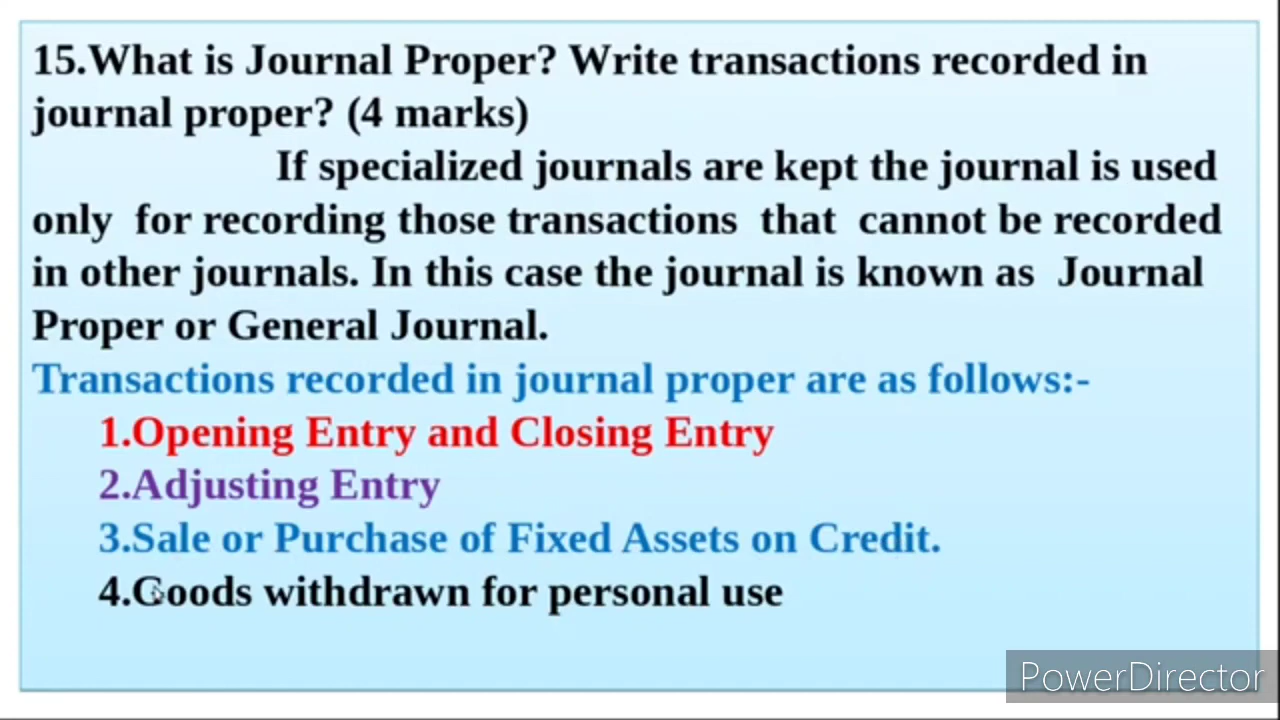 15.What is Journal Proper? Write transactions recorded in
journal proper? (4 marks)
If specialized journals are kept the journal is used
only for recording those transactions that cannot be recorded
in other journals. In this case the journal is known as Journal
Proper or General Journal.
Transactions recorded in journal proper are as follows:-
1.Opening Entry and Closing Entry
2.Adjusting Entry
3.Sale or Purchase of Fixed Assets on Credit.
4.Goods withdrawn for personal use
PowerDirector